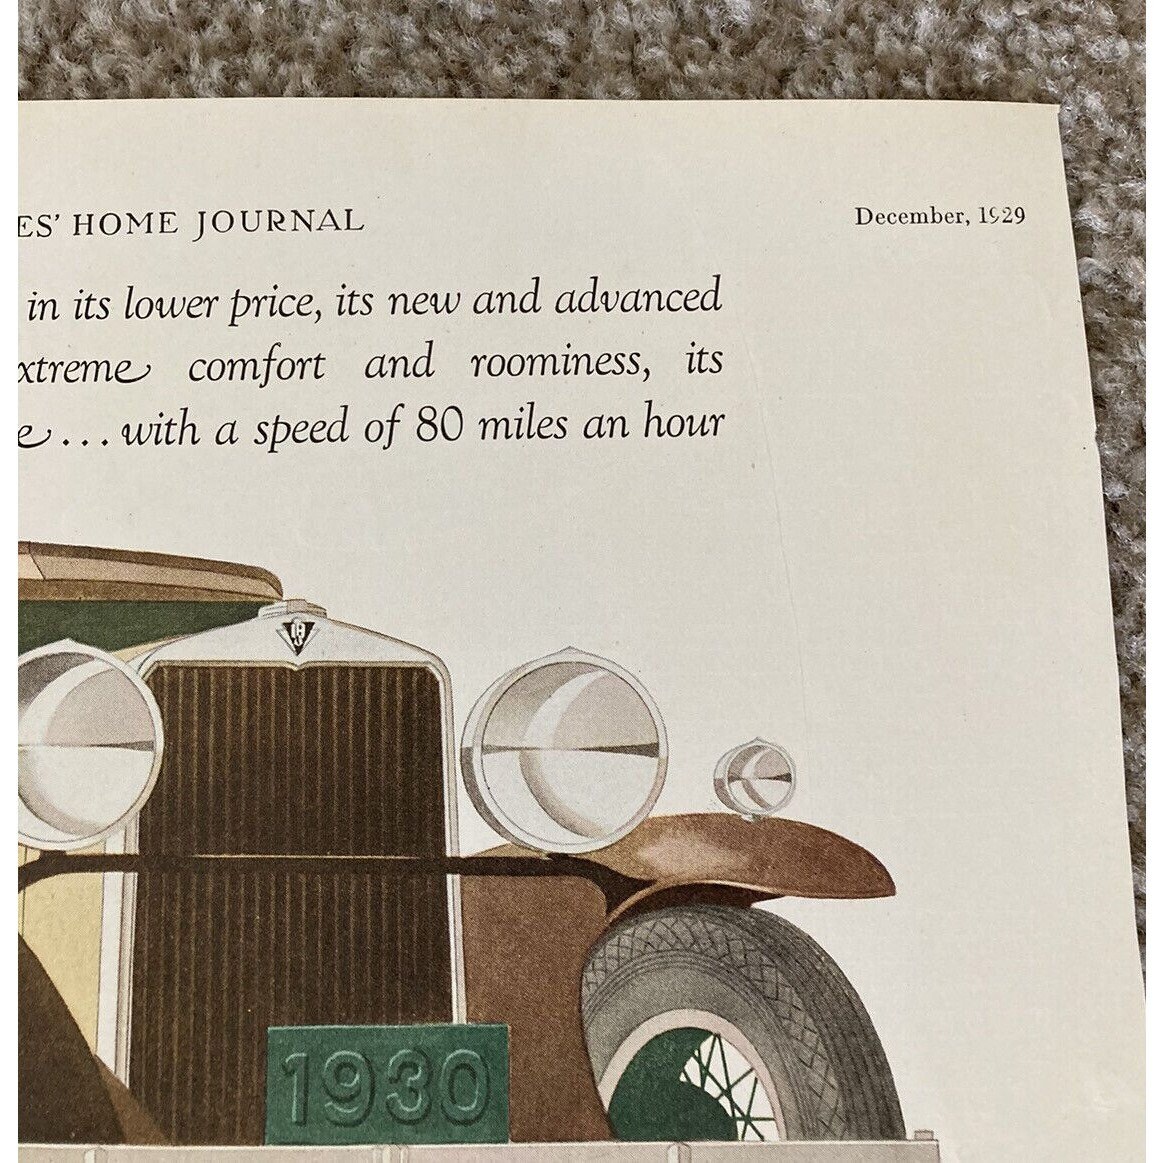 ES' HOME JOURNAL
December, 1929
in its lower price, its new and advanced
xtreme comfort and roominess, its
e... with a speed of 80 miles an hour
1930